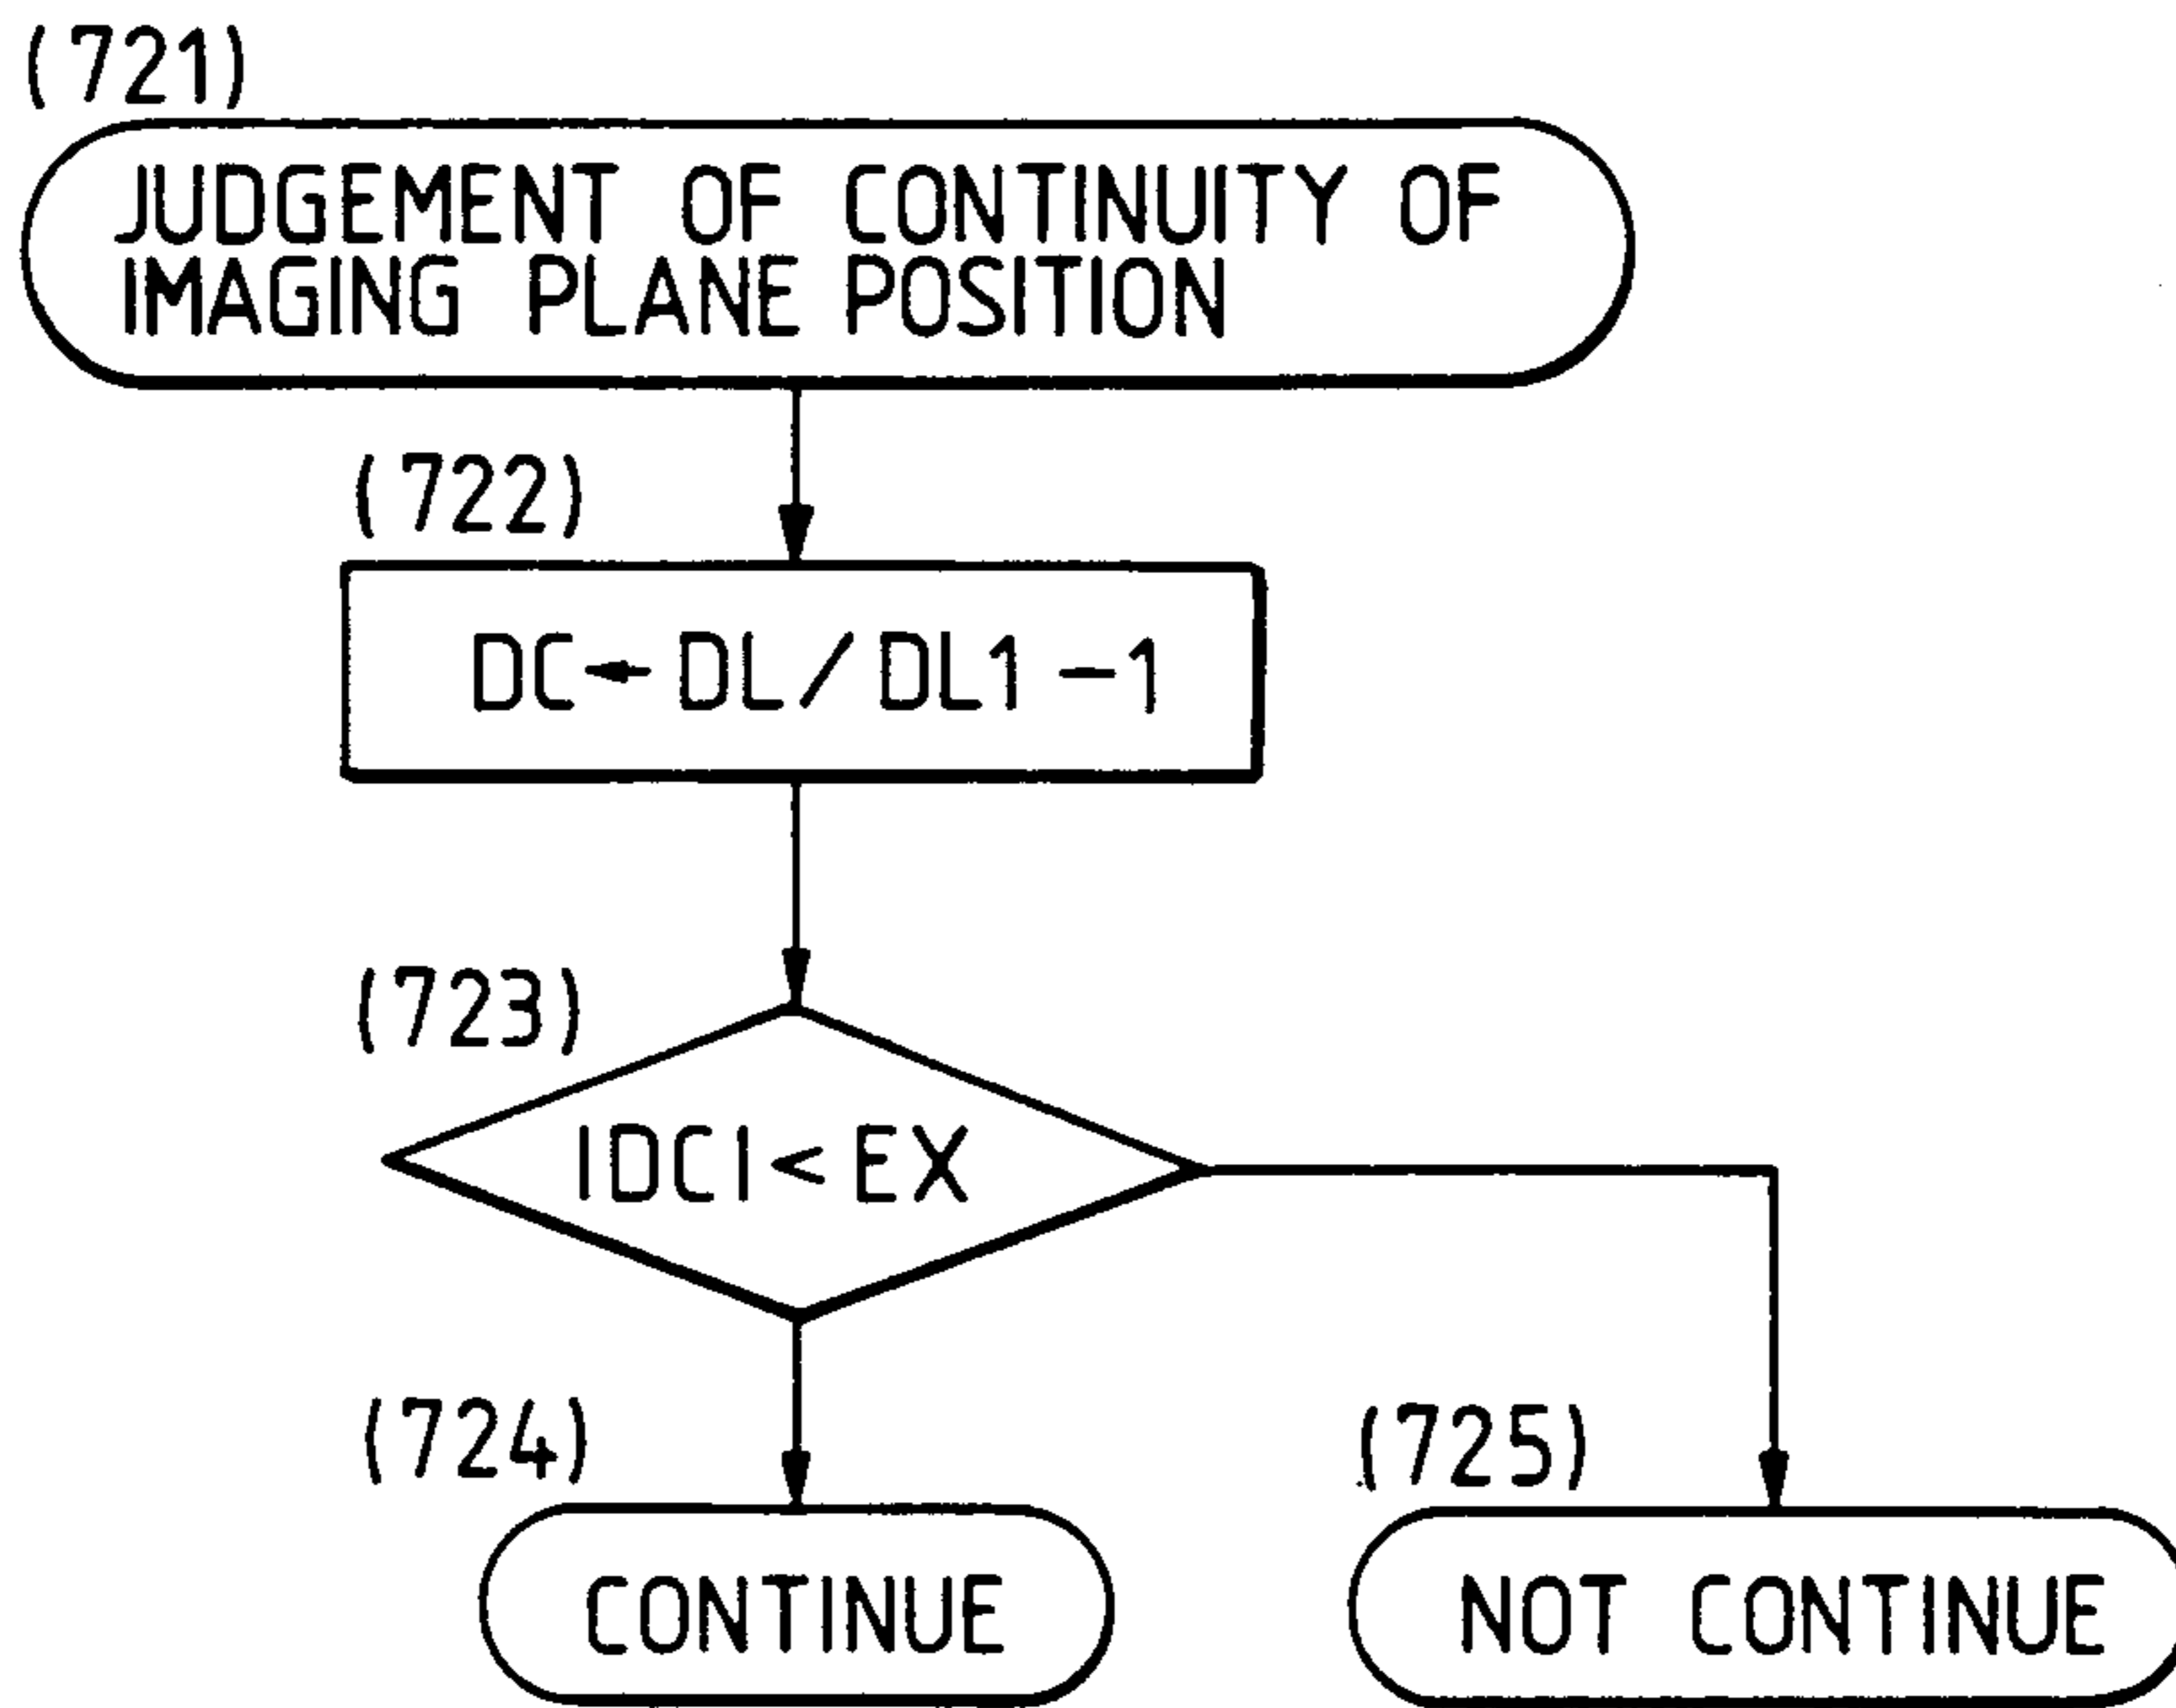 (721)
JUDGEMENT OF CONTINUITY OF
IMAGING PLANE POSITION
(722)
DC←DL/DL1-1
(723)
|DC|<EX
(724)
CONTINUE
(725)
NOT CONTINUE